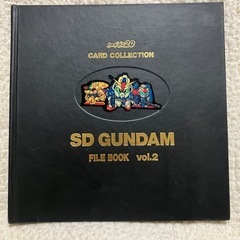 CARD COLLECTION
SD GUNDAM
FILE BOOK vol.2